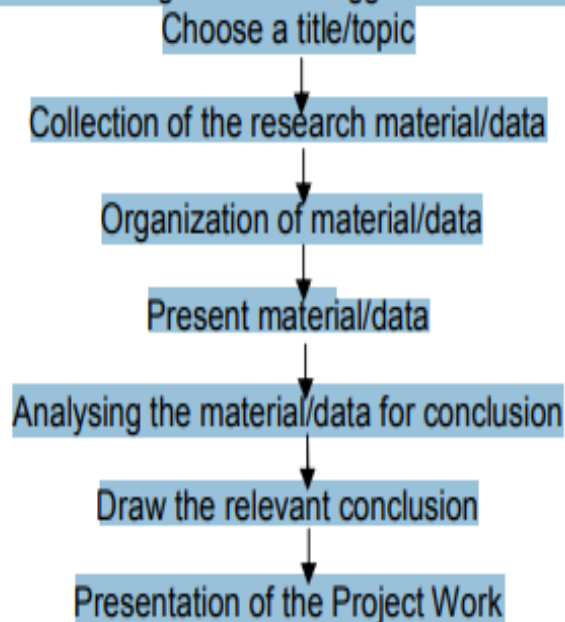 Choose a title/topic
Collection of the research material/data
Organization of material/data
Present material/data
Analysing the material/data for conclusion
Draw the relevant conclusion
Presentation of the Project Work